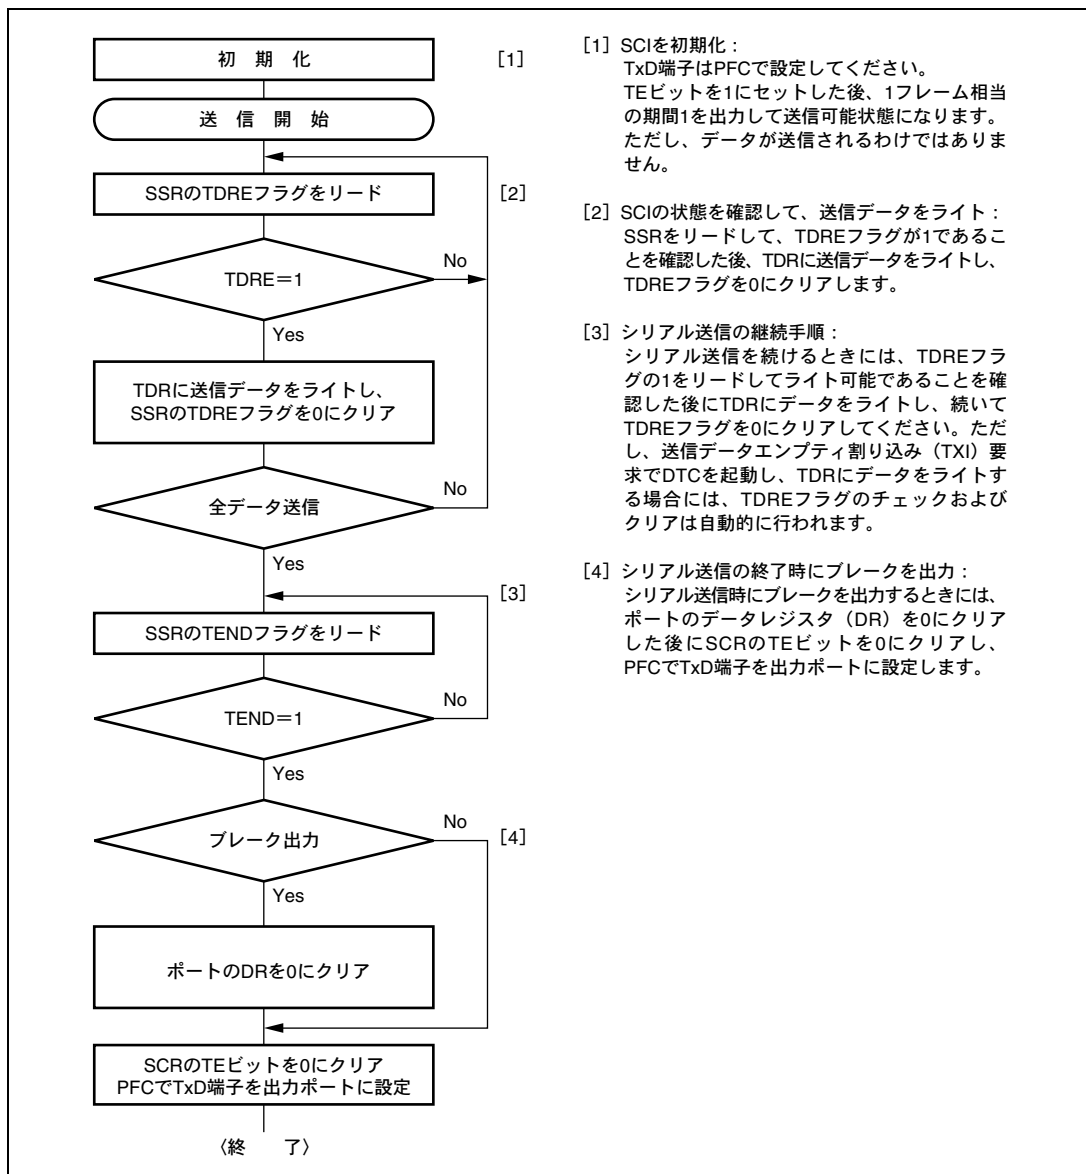 初 期 化
[1]
送 信 開 始
SSRのTDREフラグをリード
[2]
TDRE＝1
No
Yes
TDRに送信データをライトし、
SSRのTDREフラグを0にクリア
全データ送信
No
Yes
[3]
SSRのTENDフラグをリード
TEND＝1
No
Yes
ブレーク出力
No
[4]
Yes
ポートのDRを0にクリア
SCRのTEビットを0にクリア
PFCでTxD端子を出力ポートに設定
〈終 了〉
[1] SCIを初期化：
TxD端子はPFCで設定してください。
TEビットを1にセットした後、1フレーム相当
の期間1を出力して送信可能状態になります。
ただし、データが送信されるわけではありま
せん。
[2] SCIの状態を確認して、送信データをライト：
SSRをリードして、TDREフラグが1であるこ
とを確認した後、TDRに送信データをライトし、
TDREフラグを0にクリアします。
[3] シリアル送信の継続手順：
シリアル送信を続けるときには、TDREフラ
グの1をリードしてライト可能であることを確
認した後にTDRにデータをライトし、続いて
TDREフラグを0にクリアしてください。ただ
し、送信データエンプティ割り込み（TXI）要
求でDTCを起動し、TDRにデータをライトす
る場合には、TDREフラグのチェックおよび
クリアは自動的に行われます。
[4] シリアル送信の終了時にブレークを出力：
シリアル送信時にブレークを出力するときには、
ポートのデータレジスタ（DR）を0にクリア
した後にSCRのTEビットを0にクリアし、
PFCでTxD端子を出力ポートに設定します。